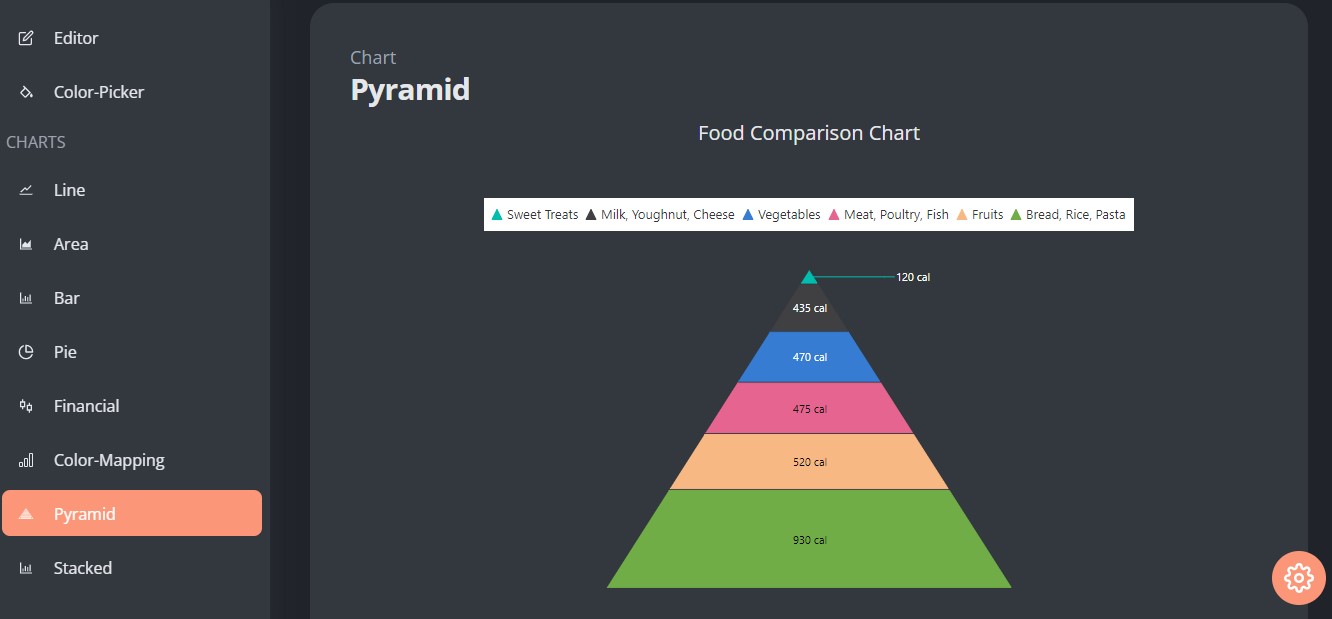 Editor
Color-Picker
CHARTS
Line
Area
Bar
Pie
Financial
Color-Mapping
Pyramid
Stacked
Chart
Pyramid
Food Comparison Chart
Sweet Treats Milk, Youghnut, Cheese Vegetables Meat, Poultry, Fish Fruits Bread, Rice, Pasta
120 cal
435 cal
470 cal
475 cal
520 cal
930 cal